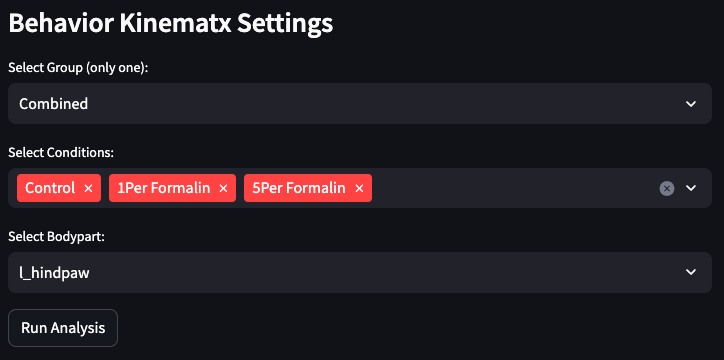 Behavior Kinematx Settings
Select Group (only one):
Combined
Select Conditions:
Control × 1Per Formalin × 5Per Formalin ×
Select Bodypart:
l_hindpaw
Run Analysis